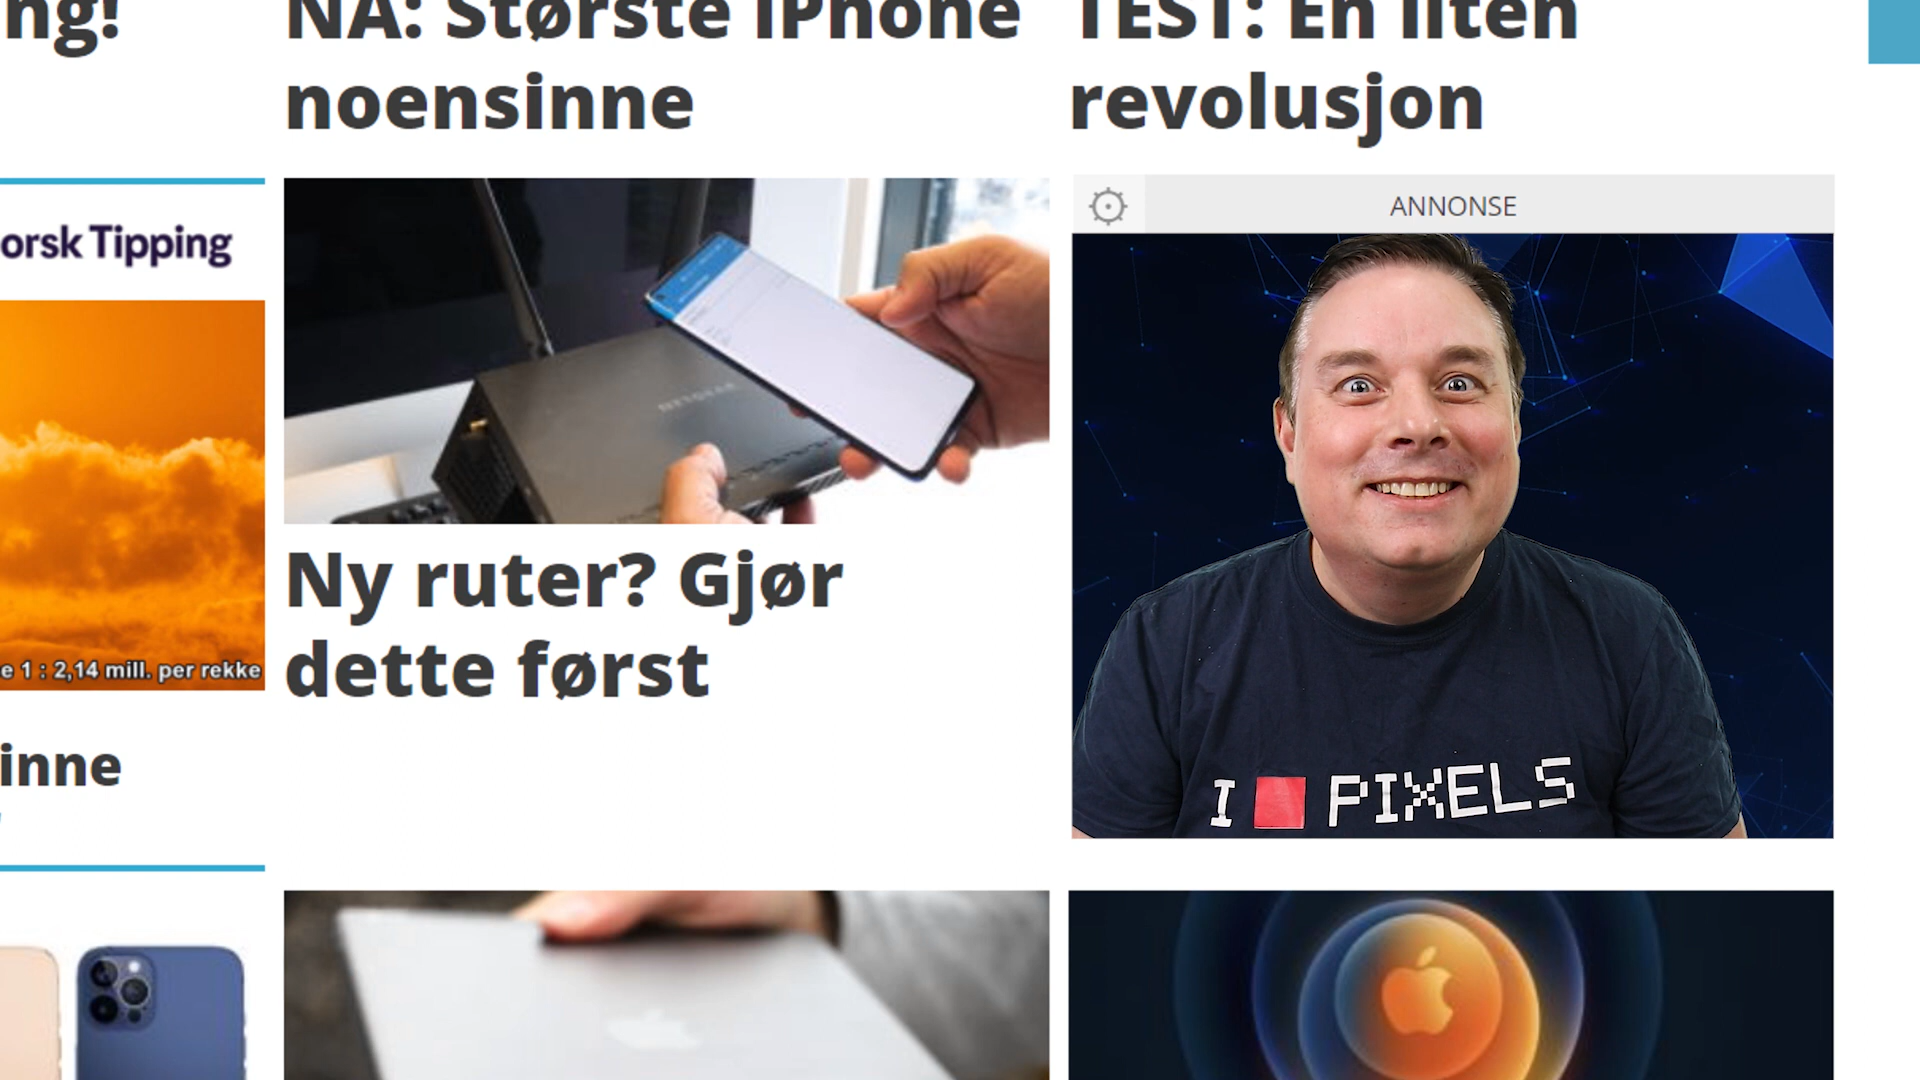 ng!
NÅ: Største iPhone
noensinne
TEST: En liten
revolusjon
orsk Tipping
ANNONSE
NETGEAR
Ny ruter? Gjør
dette først
e 1 : 2,14 mill. per rekke
inne
I PIXELS